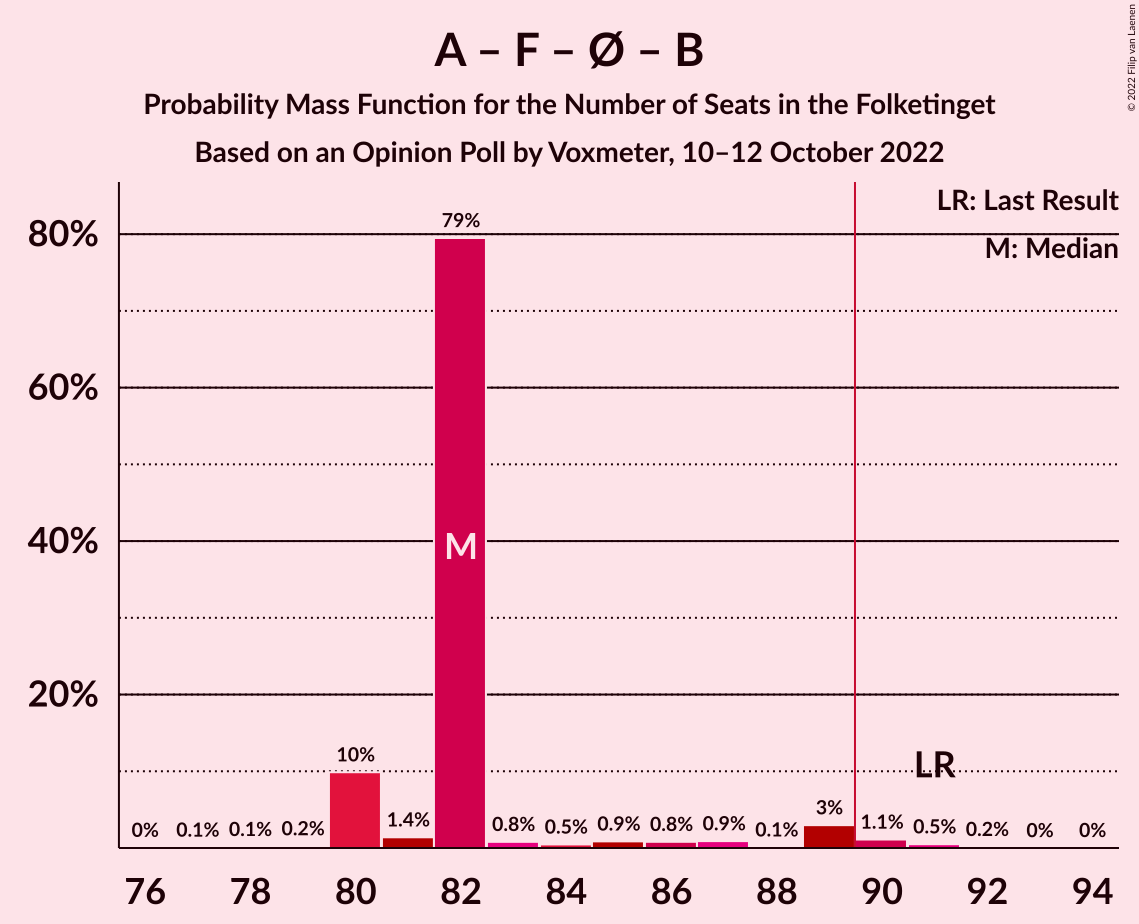 A – F – Ø – B
Probability Mass Function for the Number of Seats in the Folketinget
Based on an Opinion Poll by Voxmeter, 10–12 October 2022
© 2022 Filip van Laenen
LR: Last Result
M: Median
80%
60%
40%
20%
79%
M
10%
LR
0% 0.1% 0.1% 0.2% 1.4% 0.8% 0.5% 0.9% 0.8% 0.9% 0.1% 3% 1.1% 0.5% 0.2% 0% 0%
76 78 80 82 84 86 88 90 92 94